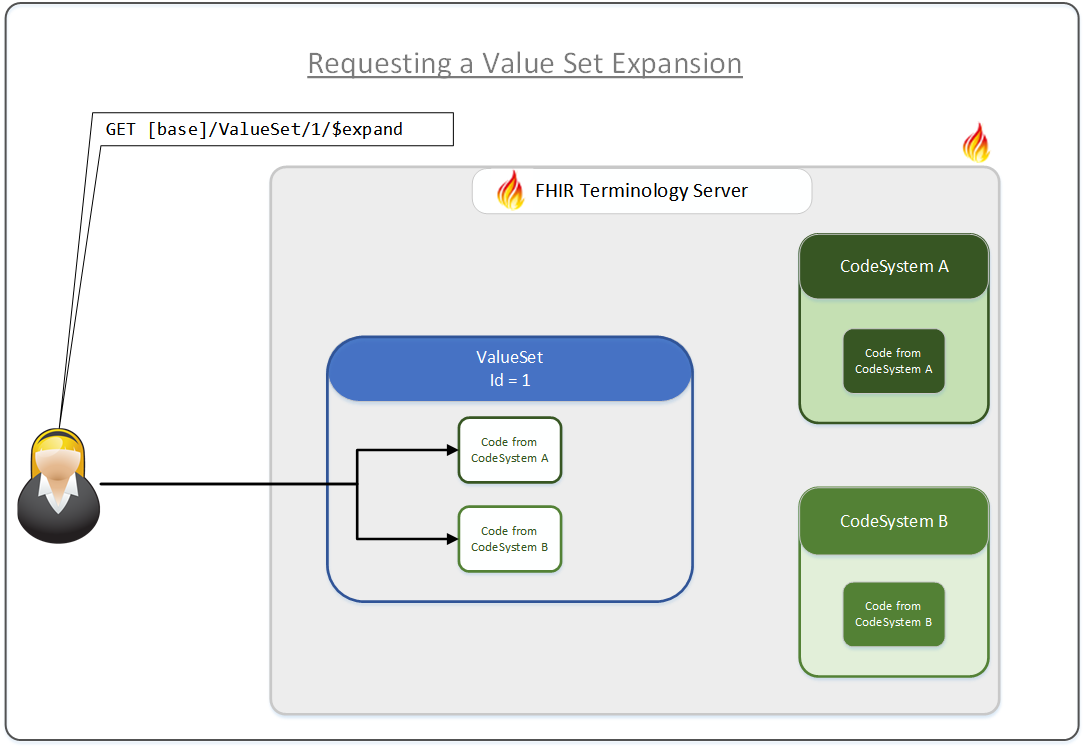 Requesting a Value Set Expansion
GET [base]/ValueSet/1/$expand
FHIR Terminology Server
CodeSystem A
Code from
CodeSystem A
ValueSet
Id = 1
Code from
CodeSystem A
Code from
CodeSystem B
CodeSystem B
Code from
CodeSystem B